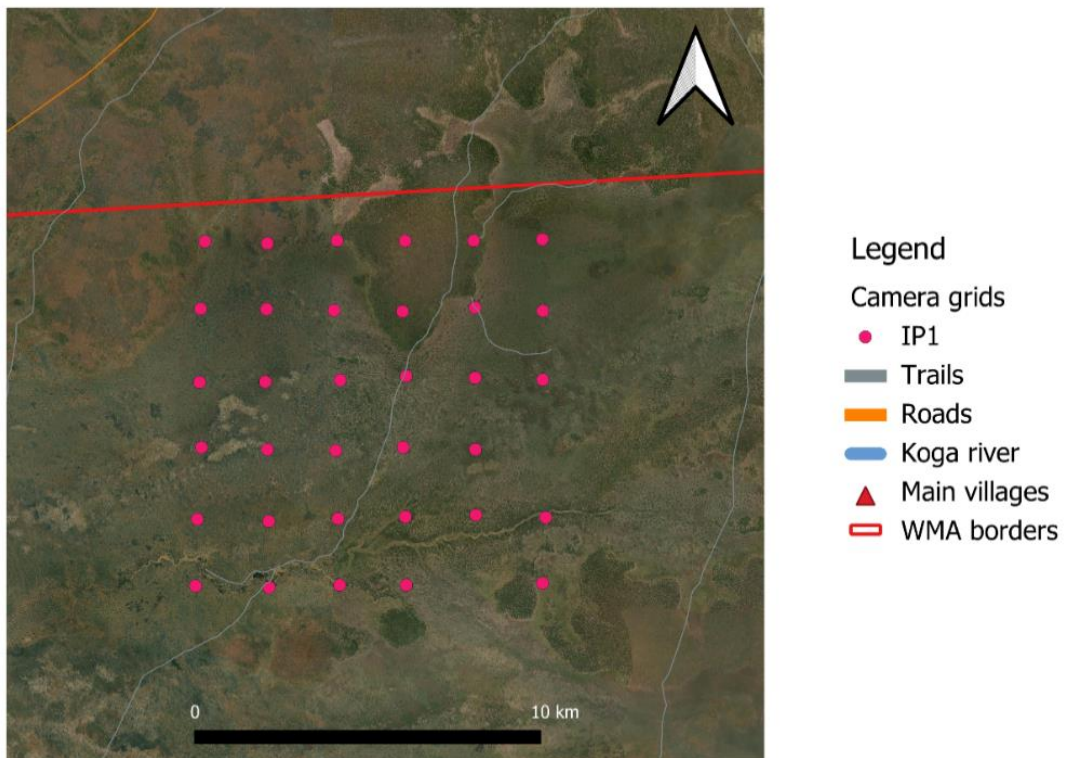 Legend
Camera grids
IP1
Trails
Roads
Koga river
Main villages
WMA borders
0 10 km